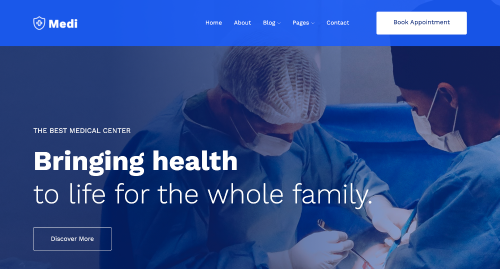 Medi
Home About Blog Pages Contact
Book Appointment
THE BEST MEDICAL CENTER
Bringing health
to life for the whole family.
Discover More